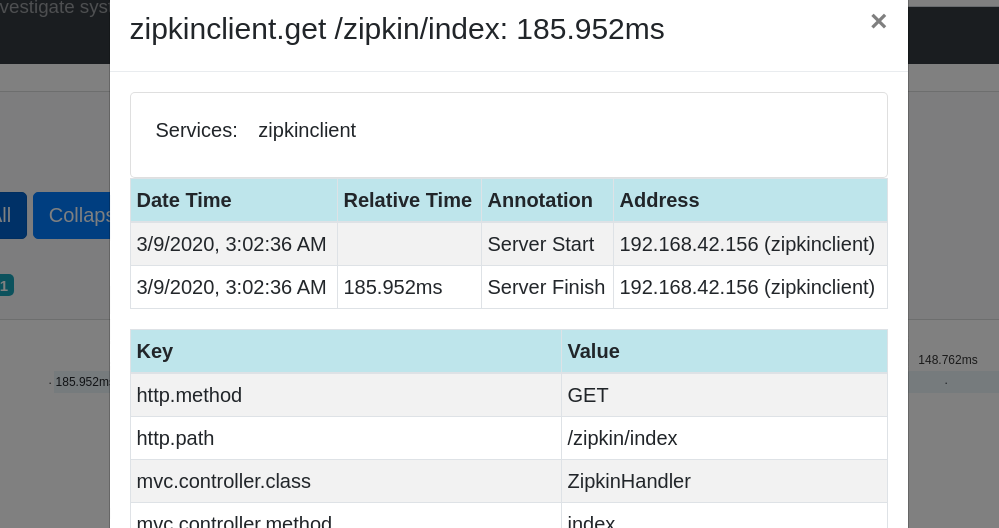 vestigate syst
zipkinclient.get /zipkin/index: 185.952ms
×
Services: zipkinclient
Date Time Relative Time Annotation Address
3/9/2020, 3:02:36 AM Server Start 192.168.42.156 (zipkinclient)
3/9/2020, 3:02:36 AM 185.952ms Server Finish 192.168.42.156 (zipkinclient)
ll Collaps
1
Key Value
148.762ms
· 185.952ms
http.method GET
http.path /zipkin/index
mvc.controller.class ZipkinHandler
mvc.controller.method index